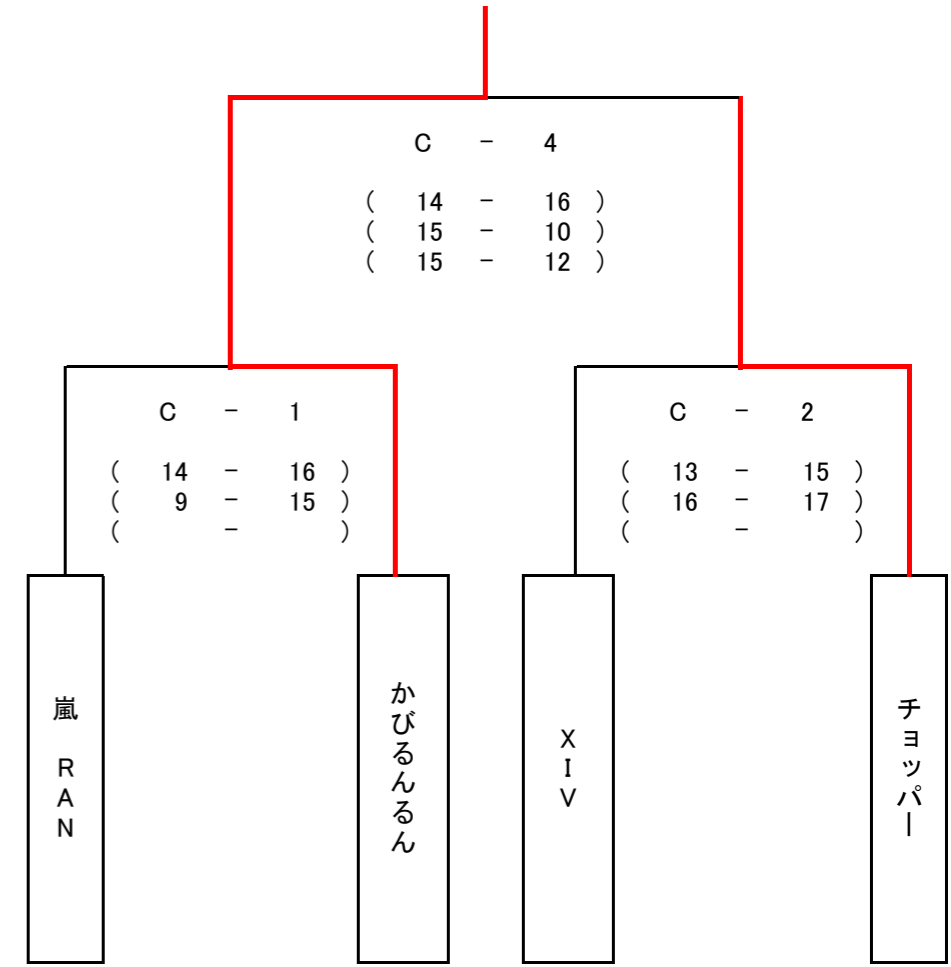 C － 4
( 14 － 16 )
( 15 － 10 )
( 15 － 12 )
C － 1
( 14 － 16 )
( 9 － 15 )
( － )
C － 2
( 13 － 15 )
( 16 － 17 )
( － )
嵐 RAN
かびるんるん
XIV
チョッパー